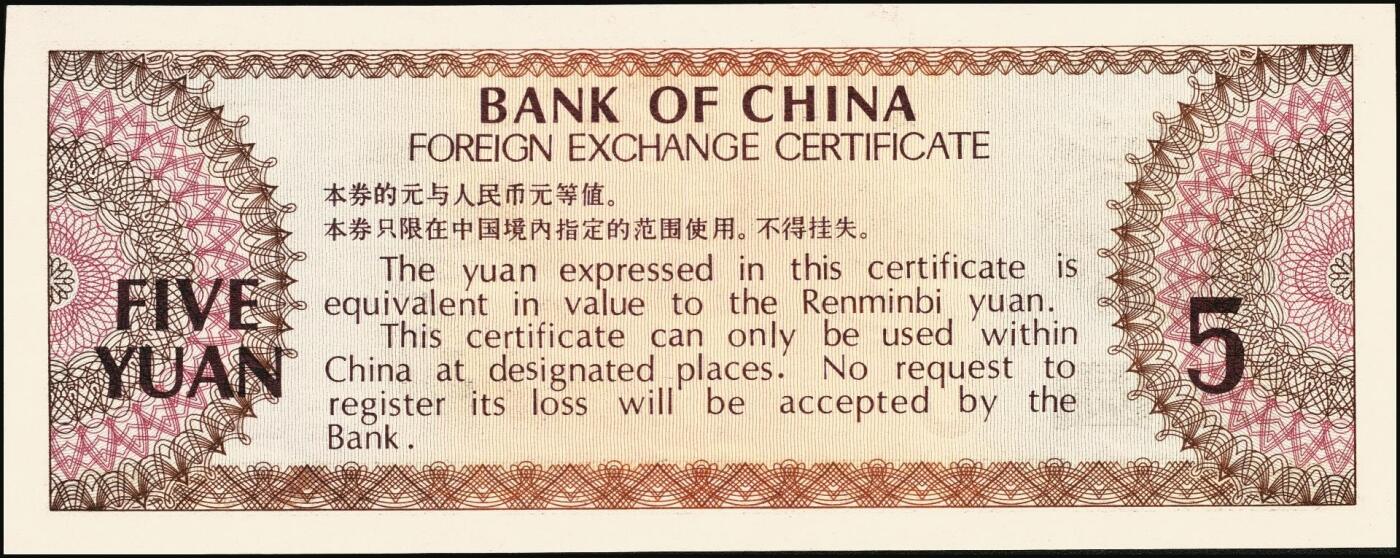 BANK OF CHINA
FOREIGN EXCHANGE CERTIFICATE
本券的元与人民币元等值。
本券只限在中国境内指定的范围使用。不得挂失。
The yuan expressed in this certificate is
equivalent in value to the Renminbi yuan.
This certificate can only be used within
China at designated places. No request to
register its loss will be accepted by the
Bank.
FIVE
YUAN
5